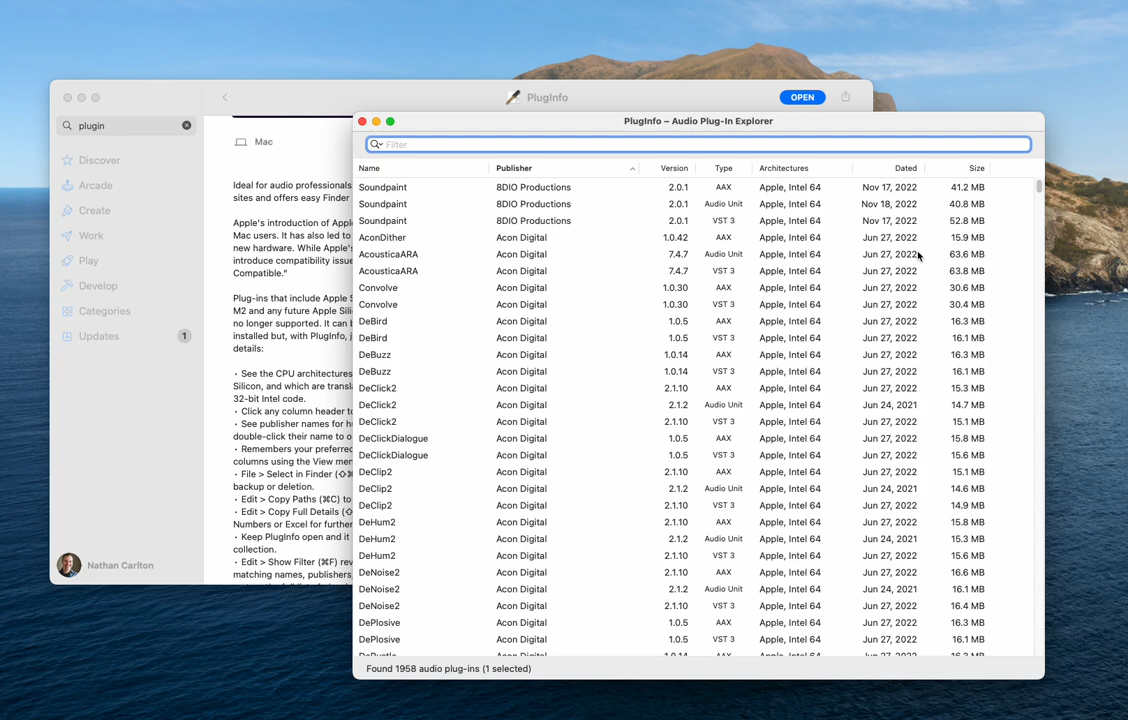 PlugInfo
OPEN
plugin
Discover
Arcade
Create
Work
Play
Develop
Categories
Updates 1
Nathan Carlton
Mac
Ideal for audio professionals
sites and offers easy Finder
Apple's introduction of Appl
Mac users. It has also led to
new hardware. While Apple's
introduce compatibility issue
Compatible."
Plug-ins that include Apple S
M2 and any future Apple Sili
no longer supported. It can b
installed but, with PlugInfo, j
details:
· See the CPU architectures
Silicon, and which are transla
32-bit Intel code.
· Click any column header to
· See publisher names for h
double-click their name to o
· Remembers your preferred
columns using the View men
· File > Select in Finder (⇧⌘
backup or deletion.
· Edit > Copy Paths (⌘C) to
· Edit > Copy Full Details (⇧
Numbers or Excel for further
· Keep PlugInfo open and it
collection.
· Edit > Show Filter (⌘F) rev
matching names, publishers,
PlugInfo – Audio Plug-In Explorer
Filter
Name Publisher Version Type Architectures Dated Size
Soundpaint 8DIO Productions 2.0.1 AAX Apple, Intel 64 Nov 17, 2022 41.2 MB
Soundpaint 8DIO Productions 2.0.1 Audio Unit Apple, Intel 64 Nov 18, 2022 40.8 MB
Soundpaint 8DIO Productions 2.0.1 VST 3 Apple, Intel 64 Nov 17, 2022 52.8 MB
AconDither Acon Digital 1.0.42 AAX Apple, Intel 64 Jun 27, 2022 15.9 MB
AcousticaARA Acon Digital 7.4.7 Audio Unit Apple, Intel 64 Jun 27, 2022 63.6 MB
AcousticaARA Acon Digital 7.4.7 VST 3 Apple, Intel 64 Jun 27, 2022 63.8 MB
Convolve Acon Digital 1.0.30 AAX Apple, Intel 64 Jun 27, 2022 30.6 MB
Convolve Acon Digital 1.0.30 VST 3 Apple, Intel 64 Jun 27, 2022 30.4 MB
DeBird Acon Digital 1.0.5 AAX Apple, Intel 64 Jun 27, 2022 16.3 MB
DeBird Acon Digital 1.0.5 VST 3 Apple, Intel 64 Jun 27, 2022 16.1 MB
DeBuzz Acon Digital 1.0.14 AAX Apple, Intel 64 Jun 27, 2022 16.3 MB
DeBuzz Acon Digital 1.0.14 VST 3 Apple, Intel 64 Jun 27, 2022 16.1 MB
DeClick2 Acon Digital 2.1.10 AAX Apple, Intel 64 Jun 27, 2022 15.3 MB
DeClick2 Acon Digital 2.1.2 Audio Unit Apple, Intel 64 Jun 24, 2021 14.7 MB
DeClick2 Acon Digital 2.1.10 VST 3 Apple, Intel 64 Jun 27, 2022 15.1 MB
DeClickDialogue Acon Digital 1.0.5 AAX Apple, Intel 64 Jun 27, 2022 15.8 MB
DeClickDialogue Acon Digital 1.0.5 VST 3 Apple, Intel 64 Jun 27, 2022 15.6 MB
DeClip2 Acon Digital 2.1.10 AAX Apple, Intel 64 Jun 27, 2022 15.1 MB
DeClip2 Acon Digital 2.1.2 Audio Unit Apple, Intel 64 Jun 24, 2021 14.6 MB
DeClip2 Acon Digital 2.1.10 VST 3 Apple, Intel 64 Jun 27, 2022 14.9 MB
DeHum2 Acon Digital 2.1.10 AAX Apple, Intel 64 Jun 27, 2022 15.8 MB
DeHum2 Acon Digital 2.1.2 Audio Unit Apple, Intel 64 Jun 24, 2021 15.3 MB
DeHum2 Acon Digital 2.1.10 VST 3 Apple, Intel 64 Jun 27, 2022 15.6 MB
DeNoise2 Acon Digital 2.1.10 AAX Apple, Intel 64 Jun 27, 2022 16.6 MB
DeNoise2 Acon Digital 2.1.2 Audio Unit Apple, Intel 64 Jun 24, 2021 16.1 MB
DeNoise2 Acon Digital 2.1.10 VST 3 Apple, Intel 64 Jun 27, 2022 16.4 MB
DePlosive Acon Digital 1.0.5 AAX Apple, Intel 64 Jun 27, 2022 16.3 MB
DePlosive Acon Digital 1.0.5 VST 3 Apple, Intel 64 Jun 27, 2022 16.1 MB
Found 1958 audio plug-ins (1 selected)